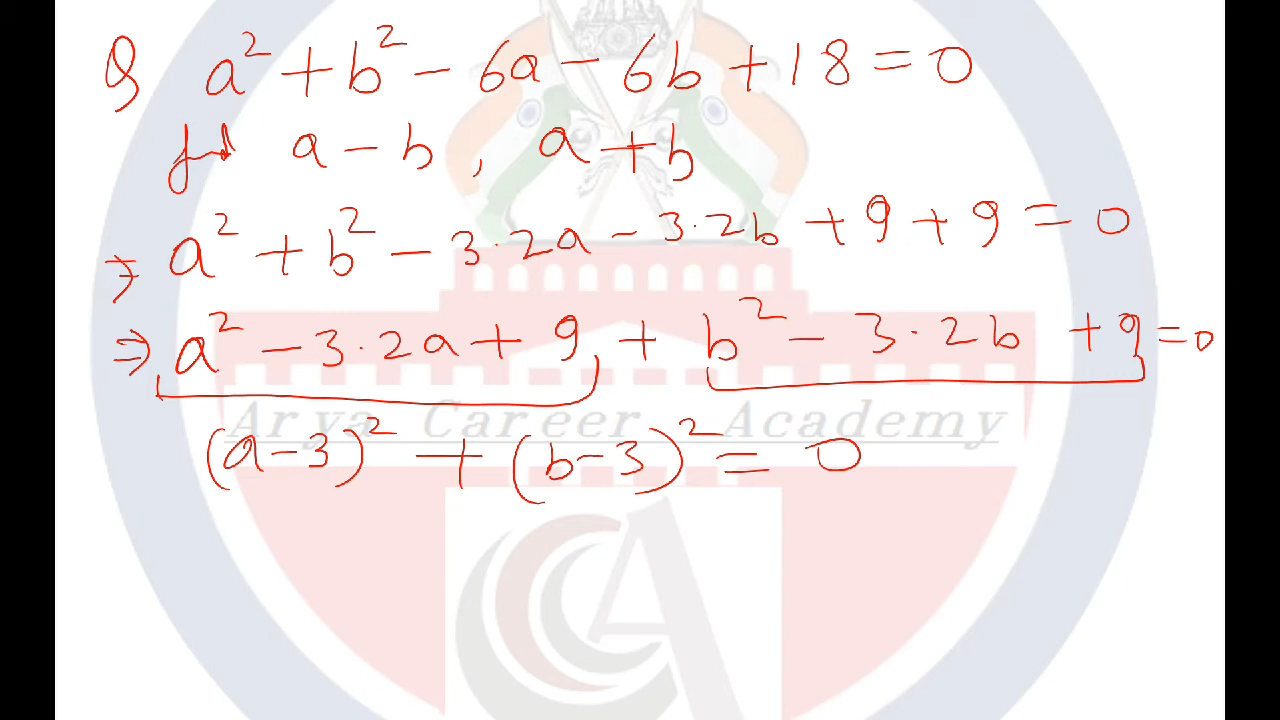 Q a² + b² - 6a - 6b + 18 = 0
a - b, a + b
⇒ a² + b² - 3·2a - 3·2b + 9 + 9 = 0
⇒ a² - 3·2a + 9 + b² - 3·2b + 9 = 0
Arya Career Academy
(a-3)² + (b-3)² = 0
CA